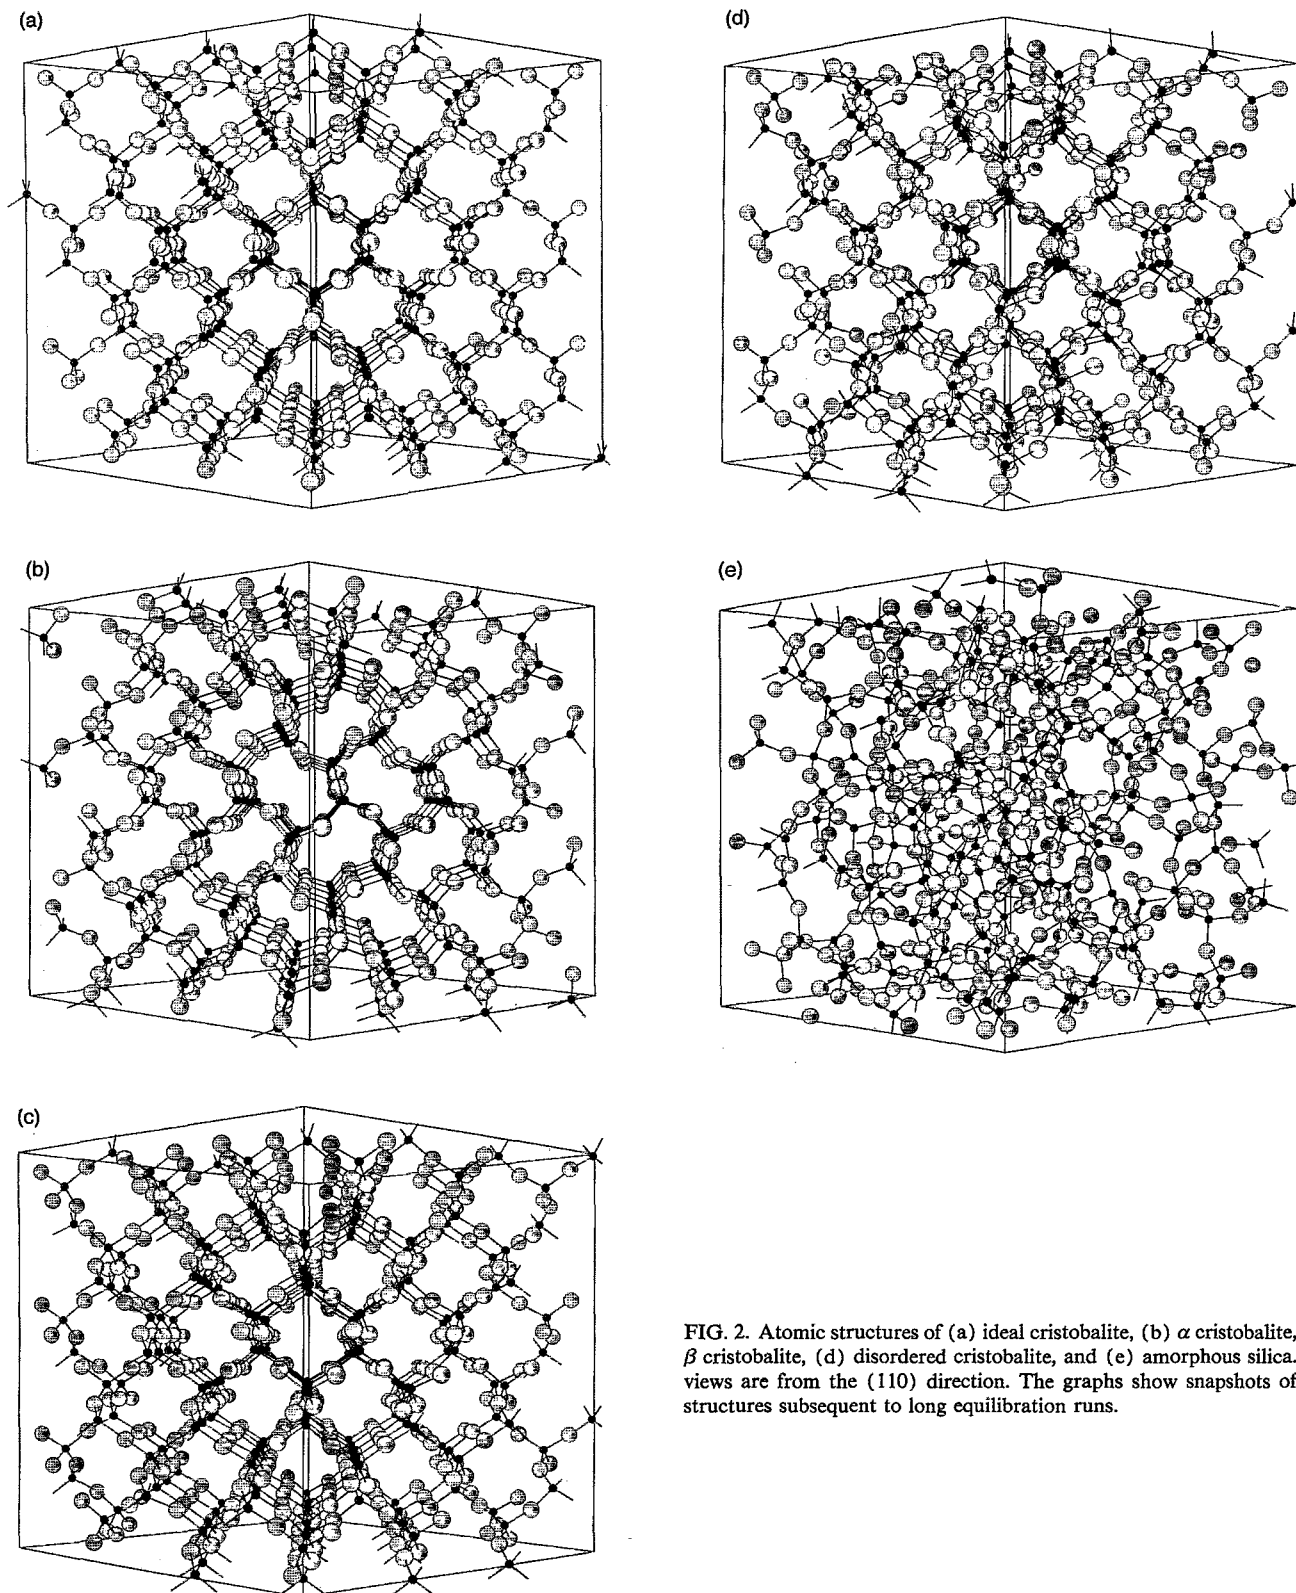 (a)
(d)
(b)
(e)
(c)
FIG. 2. Atomic structures of (a) ideal cristobalite, (b) α cristobalite,
β cristobalite, (d) disordered cristobalite, and (e) amorphous silica.
views are from the (110) direction. The graphs show snapshots of
structures subsequent to long equilibration runs.